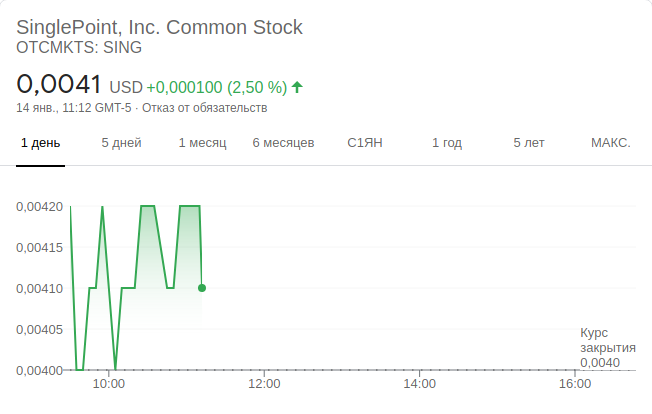 SinglePoint, Inc. Common Stock
OTCMKTS: SING
0,0041 USD +0,000100 (2,50 %)
14 янв., 11:12 GMT-5 · Отказ от обязательств
1 день 5 дней 1 месяц 6 месяцев С1ЯН 1 год 5 лет МАКС.
0,00420
0,00415
0,00410
0,00405
0,00400
Курс
закрытия
0,0040
10:00 12:00 14:00 16:00